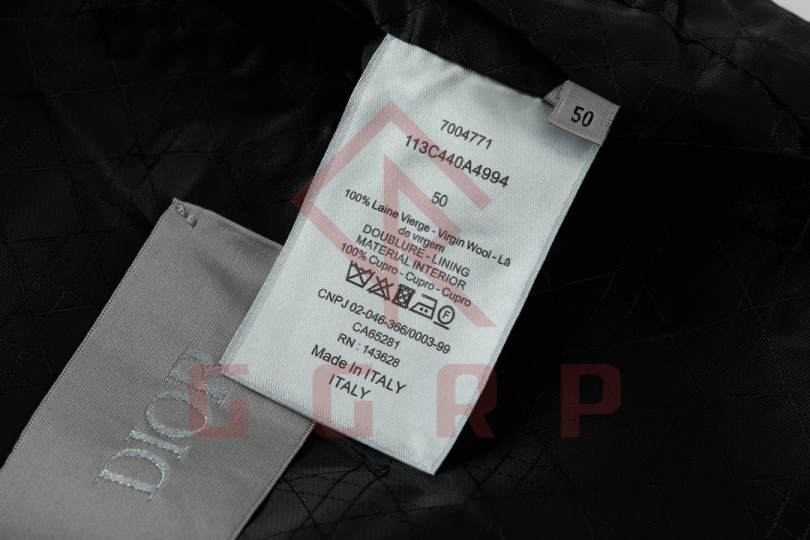 50
7004771
113C440A4994
50
100% Laine Vierge - Virgin Wool - Lã
de virgem
DOUBLURE - LINING
MATERIAL INTERIOR
100% Cupro - Cupro - Cupro
F
CNPJ 02-046-366/0003-99
CA65281
RN : 143628
Made In ITALY
ITALY
DIOR
GGRP